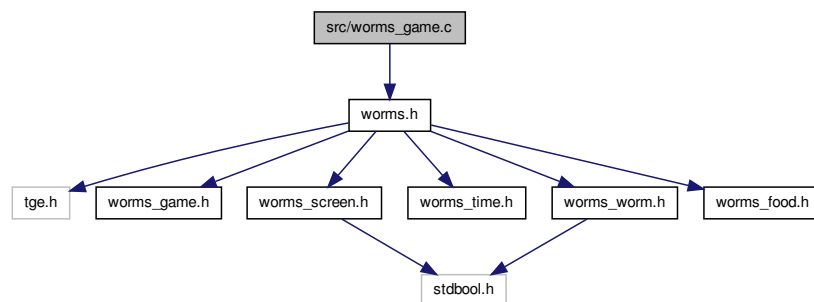 src/worms_game.c
worms.h
tge.h
worms_game.h
worms_screen.h
worms_time.h
worms_worm.h
worms_food.h
stdbool.h